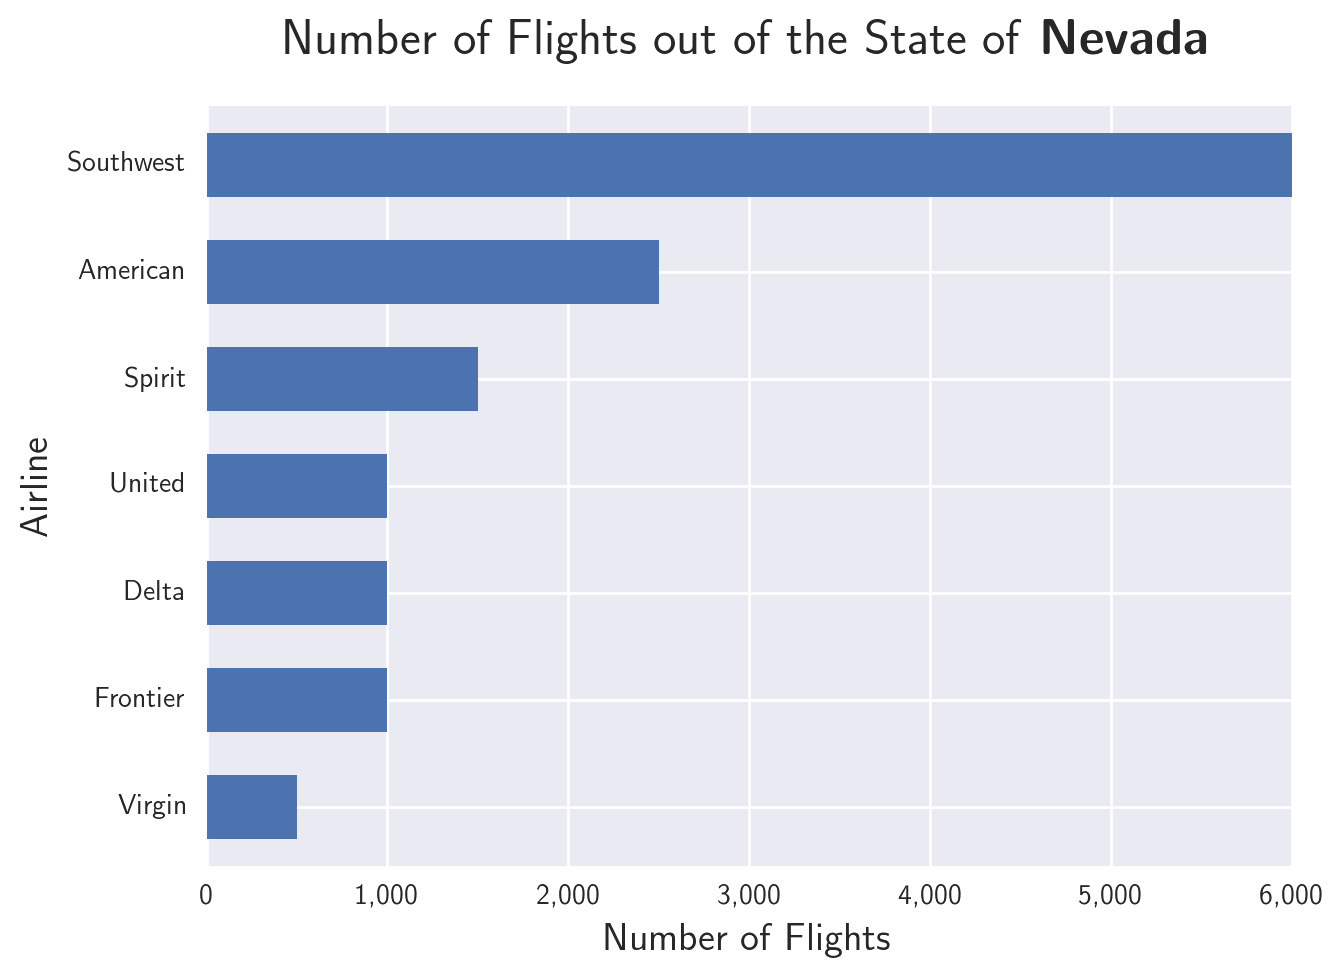 Number of Flights out of the State of Nevada
Southwest
American
Spirit
United
Delta
Frontier
Virgin
Airline
0 1,000 2,000 3,000 4,000 5,000 6,000
Number of Flights